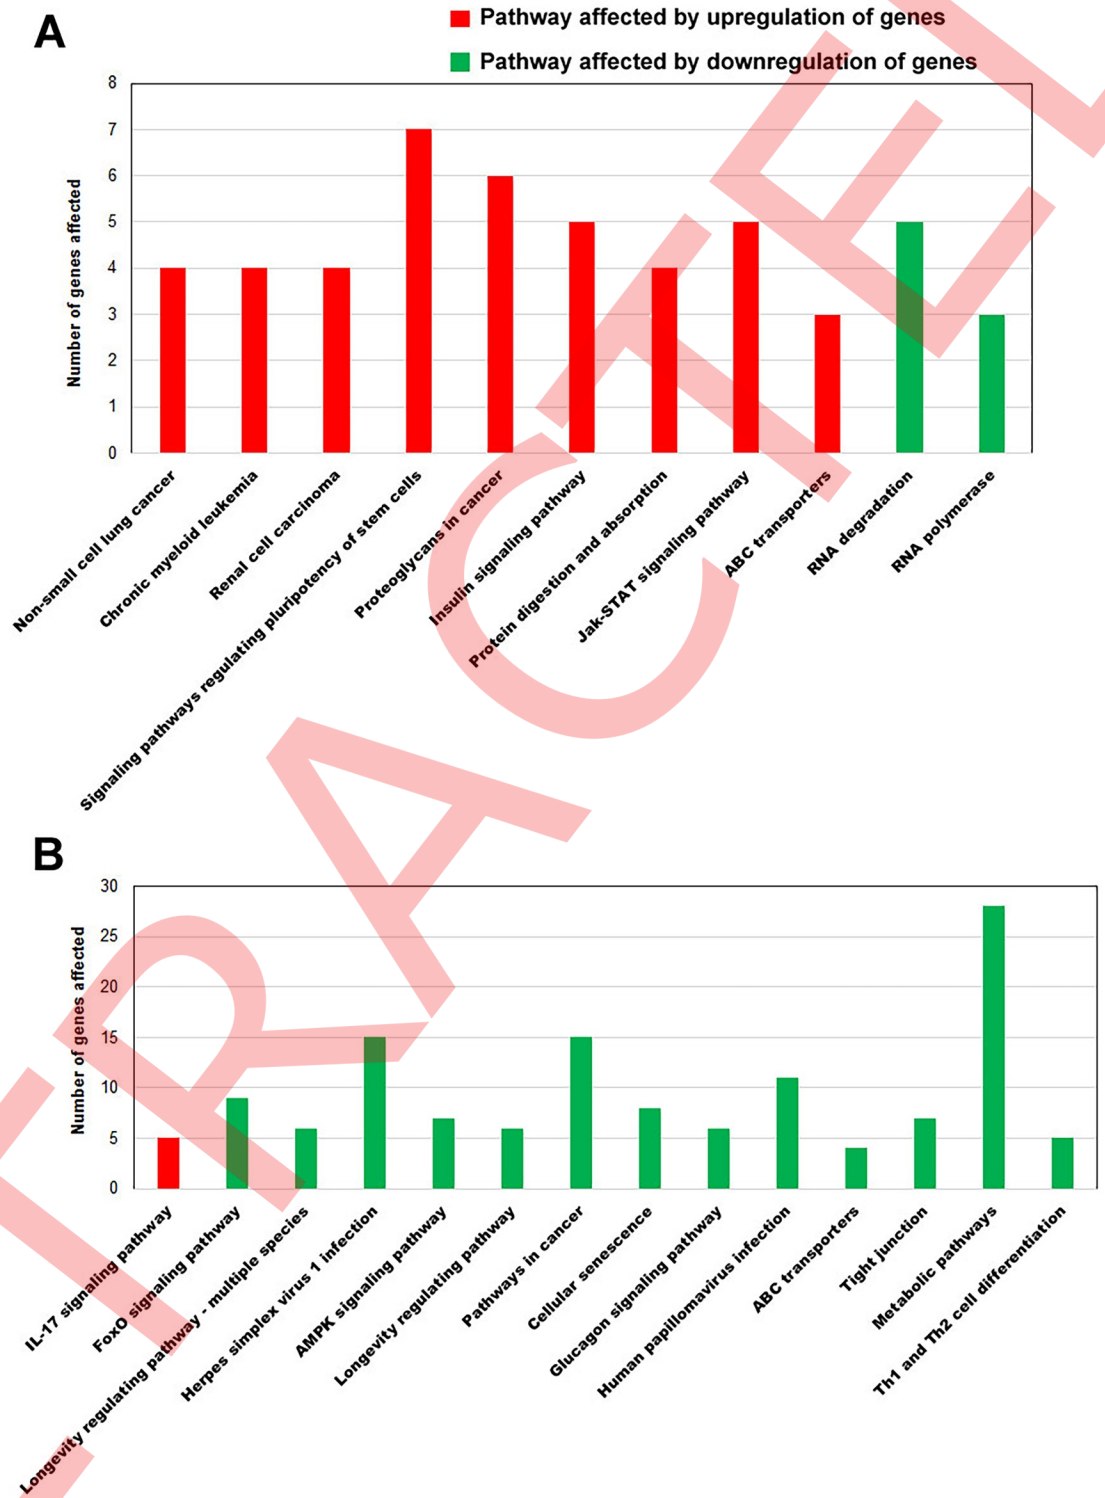 A
Pathway affected by upregulation of genes
Pathway affected by downregulation of genes
8
7
6
5
4
3
2
1
0
Number of genes affected
Non-small cell lung cancer
Chronic myeloid leukemia
Renal cell carcinoma
Signaling pathways regulating pluripotency of stem cells
Proteoglycans in cancer
Insulin signaling pathway
Protein digestion and absorption
Jak-STAT signaling pathway
ABC transporters
RNA degradation
RNA polymerase
B
30
25
20
15
10
5
0
Number of genes affected
IL-17 signaling pathway
FoxO signaling pathway
Longevity regulating pathway - multiple species
Herpes simplex virus 1 infection
AMPK signaling pathway
Longevity regulating pathway
Pathways in cancer
Cellular senescence
Glucagon signaling pathway
Human papillomavirus infection
ABC transporters
Tight junction
Metabolic pathways
Th1 and Th2 cell differentiation